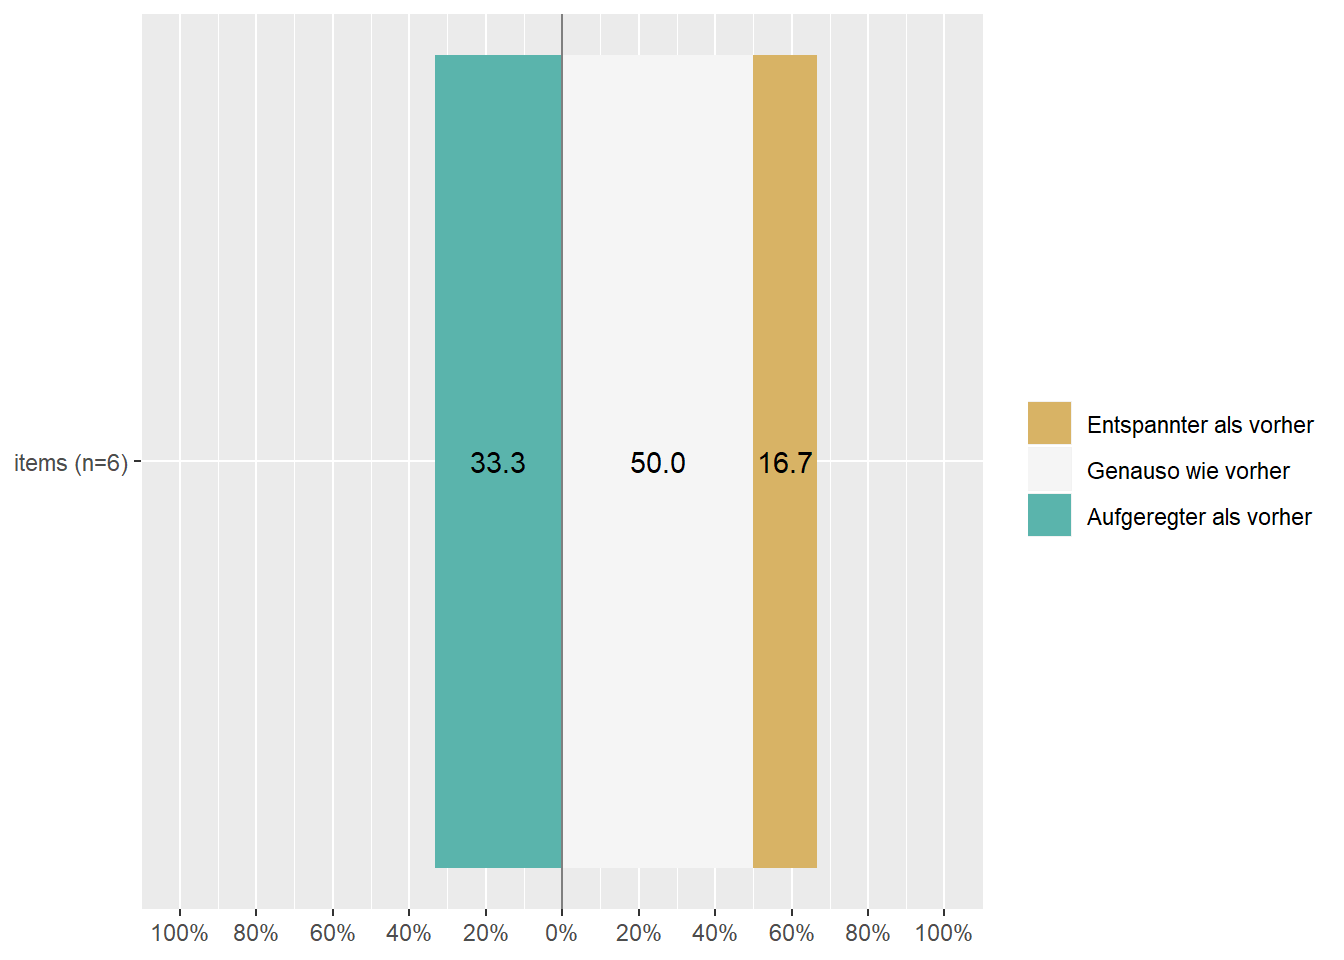 items (n=6)
33.3
50.0
16.7
Entspannter als vorher
Genauso wie vorher
Aufgeregter als vorher
100% 80% 60% 40% 20% 0% 20% 40% 60% 80% 100%